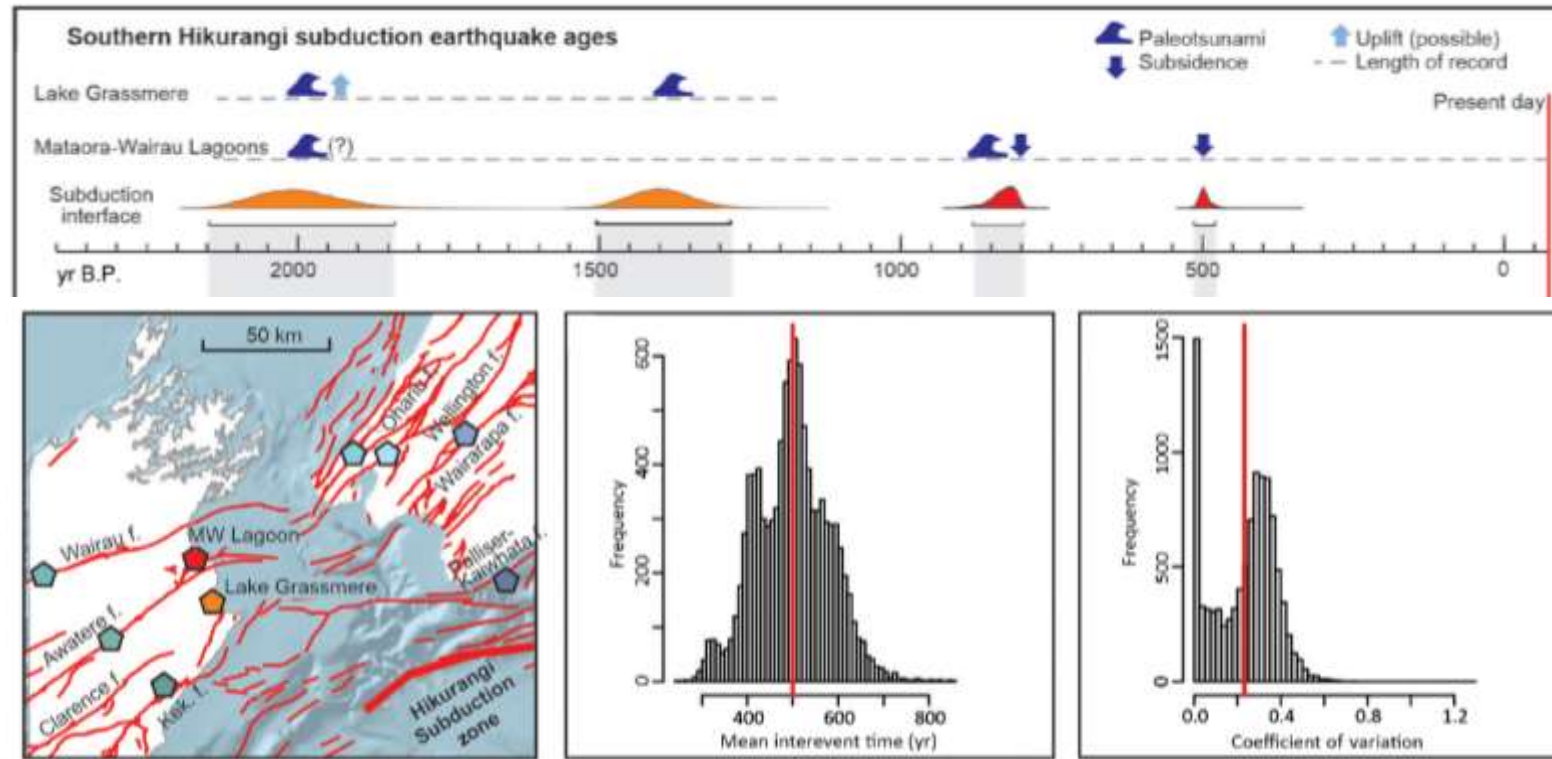 Southern Hikurangi subduction earthquake ages
Paleotsunami
Uplift (possible)
Subsidence
Length of record
Lake Grassmere
Present day
Mataora-Wairau Lagoons
(?)
Subduction
interface
yr B.P.
2000
1500
1000
500
0
50 km
Ohariu f.
Wellington f.
Wairarapa f.
Wairau f.
MW Lagoon
Palliser-
Kaiwhata f.
Lake Grassmere
Awatere f.
Clarence f.
Kek. f.
Hikurangi
Subduction
zone
Frequency
0
200
400
600
400
600
800
Mean interevent time (yr)
Frequency
0
500
1000
1500
0.0
0.4
0.8
1.2
Coefficient of variation